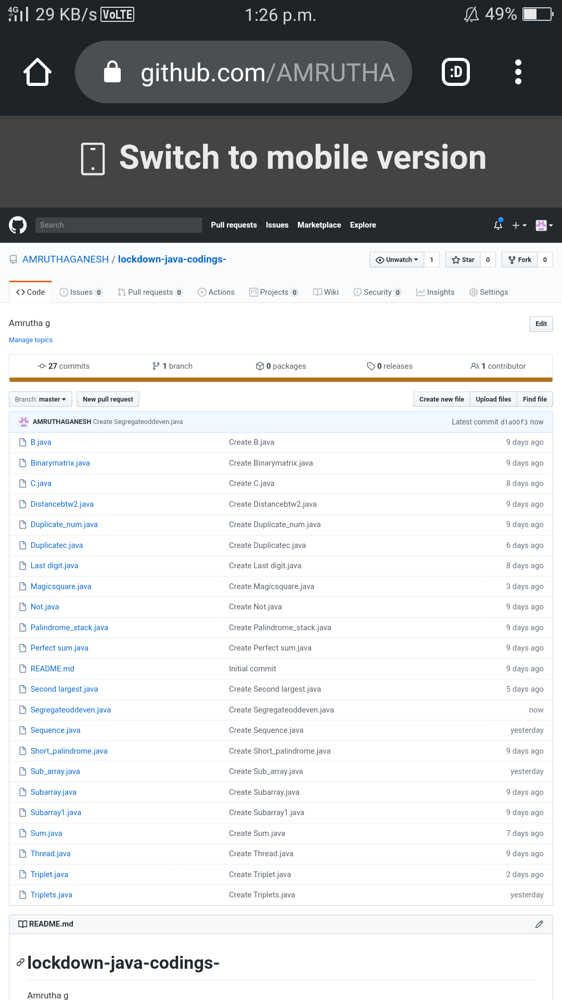 4G 29 KB/s VoLTE 1:26 p.m. 49%
github.com/AMRUTHA :D
Switch to mobile version
Search Pull requests Issues Marketplace Explore
AMRUTHAGANESH / lockdown-java-codings- Unwatch 1 Star 0 Fork 0
Code Issues 0 Pull requests 0 Actions Projects 0 Wiki Security 0 Insights Settings
Amrutha g Edit
Manage topics
27 commits 1 branch 0 packages 0 releases 1 contributor
Branch: master New pull request Create new file Upload files Find file
AMRUTHAGANESH Create Segregateoddeven.java Latest commit d1a00f3 now
B.java Create B.java 9 days ago
Binarymatrix.java Create Binarymatrix.java 9 days ago
C.java Create C.java 8 days ago
Distancebtw2.java Create Distancebtw2.java 9 days ago
Duplicate_num.java Create Duplicate_num.java 9 days ago
Duplicatec.java Create Duplicatec.java 6 days ago
Last digit.java Create Last digit.java 8 days ago
Magicsquare.java Create Magicsquare.java 3 days ago
Not.java Create Not.java 9 days ago
Palindrome_stack.java Create Palindrome_stack.java 9 days ago
Perfect sum.java Create Perfect sum.java 9 days ago
README.md Initial commit 9 days ago
Second largest.java Create Second largest.java 5 days ago
Segregateoddeven.java Create Segregateoddeven.java now
Sequence.java Create Sequence.java yesterday
Short_palindrome.java Create Short_palindrome.java 9 days ago
Sub_array.java Create Sub_array.java yesterday
Subarray.java Create Subarray.java 9 days ago
Subarray1.java Create Subarray1.java 9 days ago
Sum.java Create Sum.java 7 days ago
Thread.java Create Thread.java 9 days ago
Triplet.java Create Triplet.java 2 days ago
Triplets.java Create Triplets.java yesterday
README.md
lockdown-java-codings-
Amrutha g